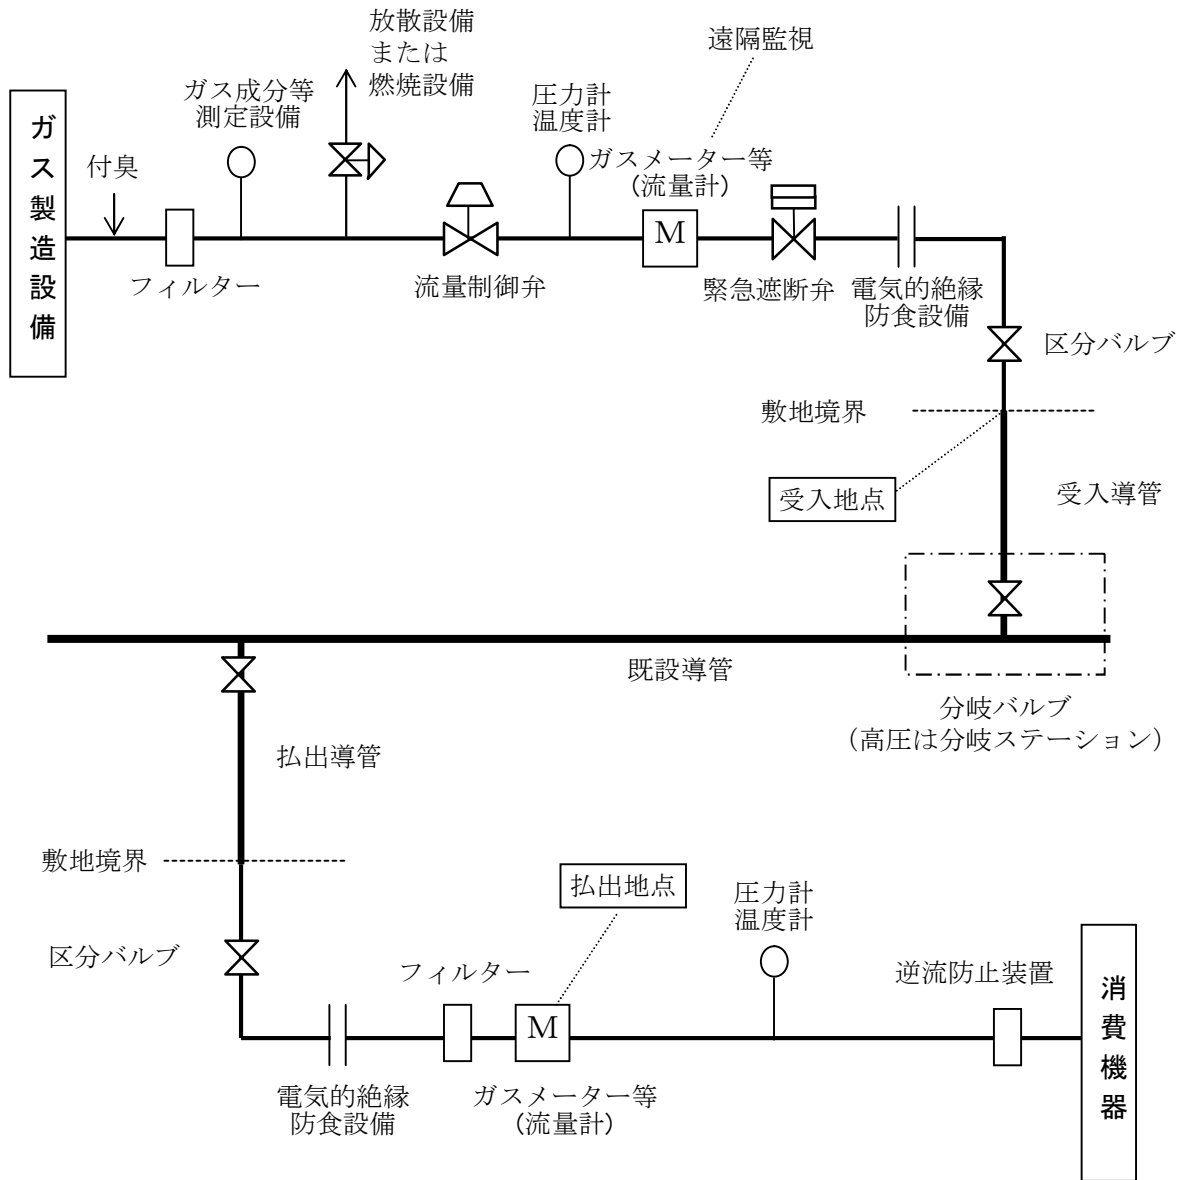 放散設備
または
燃焼設備
遠隔監視
ガス成分等
測定設備
圧力計
温度計
ガス製造設備
付臭
ガスメーター等
（流量計）
M
フィルター
流量制御弁
緊急遮断弁
電気的絶縁
防食設備
区分バルブ
敷地境界
受入地点
受入導管
既設導管
分岐バルブ
（高圧は分岐ステーション）
払出導管
敷地境界
払出地点
圧力計
温度計
区分バルブ
フィルター
逆流防止装置
消費機器
M
電気的絶縁
防食設備
ガスメーター等
（流量計）